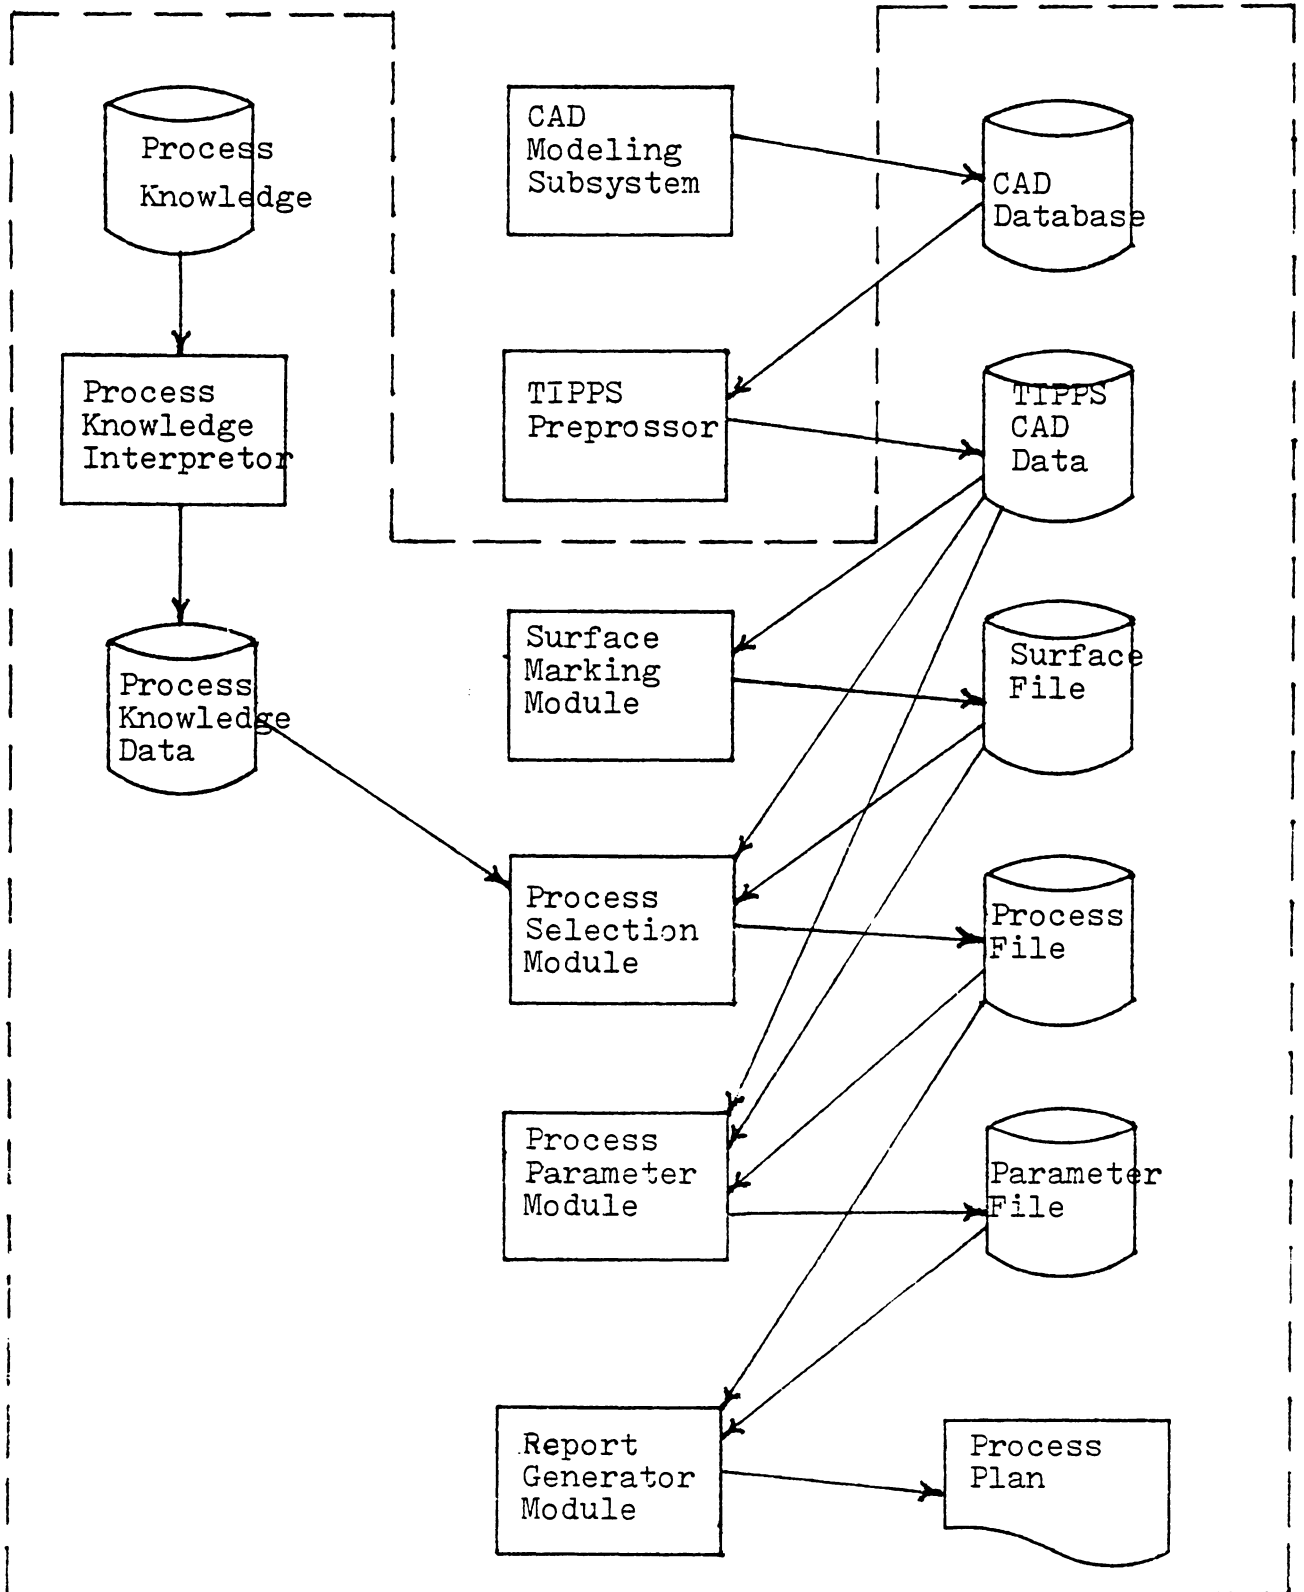 Process
Knowledge
CAD
Modeling
Subsystem
CAD
Database
Process
Knowledge
Interpretor
TIPPS
Preprossor
TIPPS
CAD
Data
Process
Knowledge
Data
Surface
Marking
Module
Surface
File
Process
Selection
Module
Process
File
Process
Parameter
Module
Parameter
File
Report
Generator
Module
Process
Plan